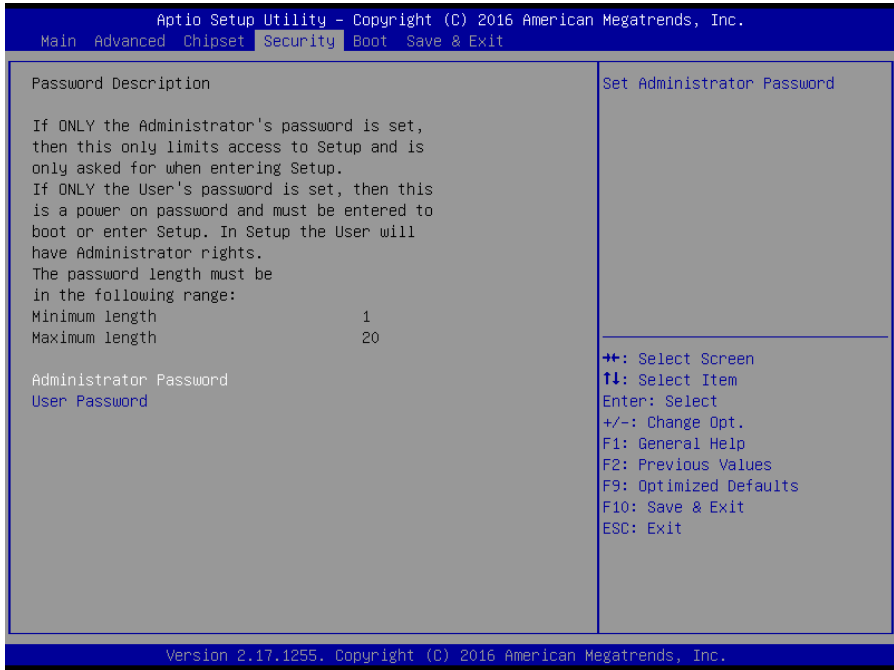 Aptio Setup Utility – Copyright (C) 2016 American Megatrends, Inc.
Main Advanced Chipset Security Boot Save & Exit
Password Description
If ONLY the Administrator's password is set,
then this only limits access to Setup and is
only asked for when entering Setup.
If ONLY the User's password is set, then this
is a power on password and must be entered to
boot or enter Setup. In Setup the User will
have Administrator rights.
The password length must be
in the following range:
Minimum length 1
Maximum length 20
Administrator Password
User Password
Set Administrator Password
→←: Select Screen
↑↓: Select Item
Enter: Select
+/-: Change Opt.
F1: General Help
F2: Previous Values
F9: Optimized Defaults
F10: Save & Exit
ESC: Exit
Version 2.17.1255. Copyright (C) 2016 American Megatrends, Inc.